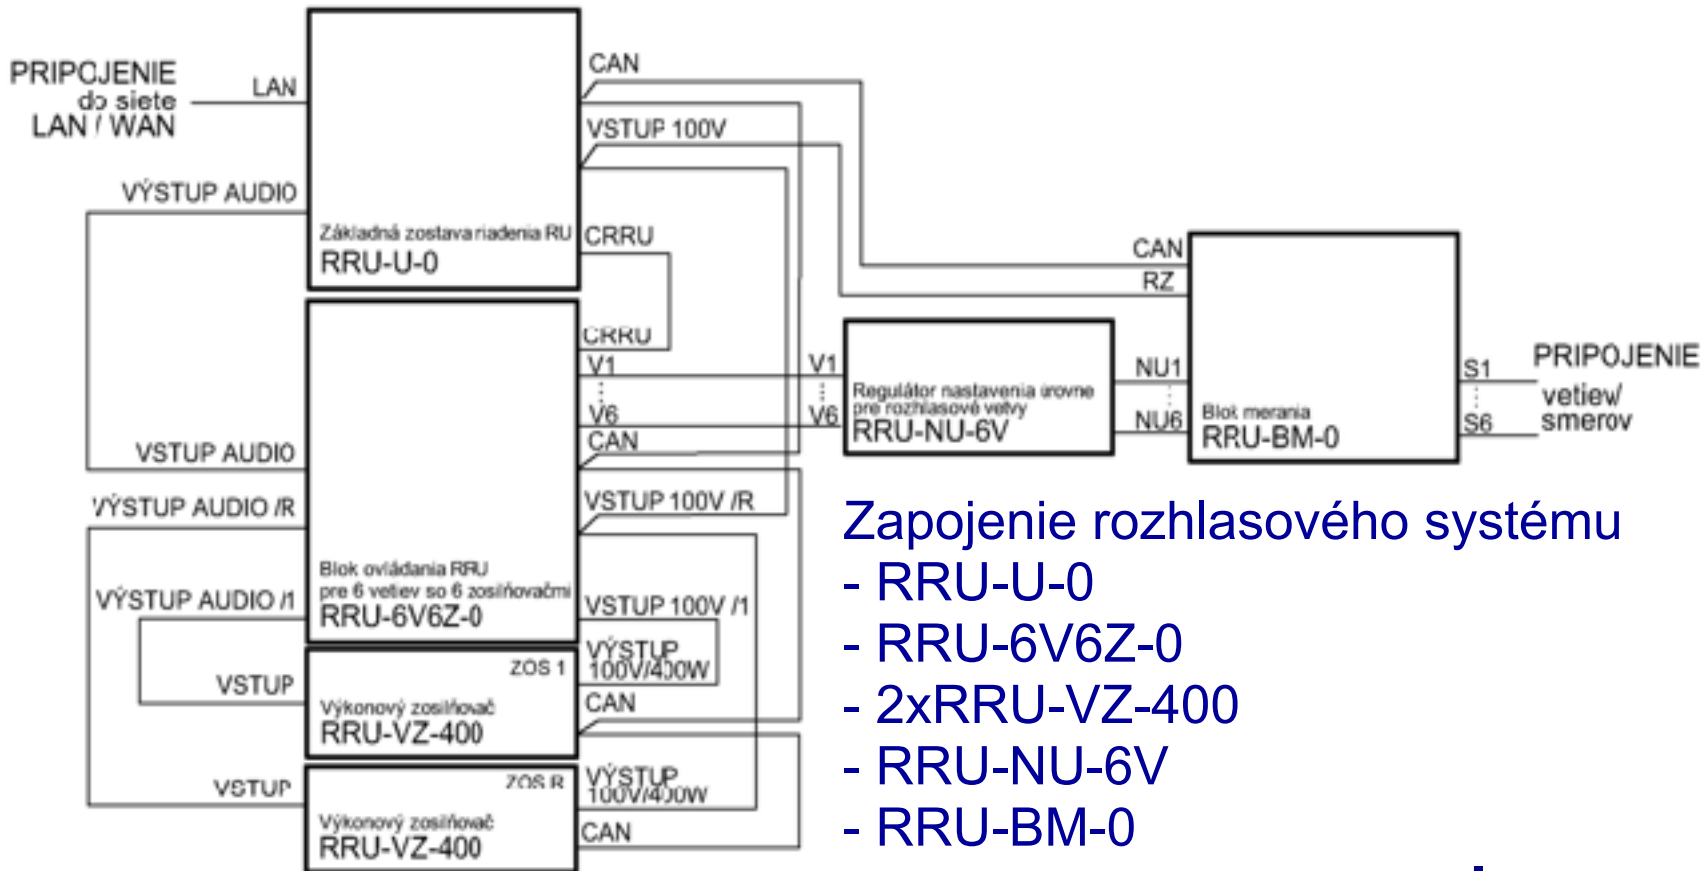 PRIPOJENIE
do siete
LAN / WAN
LAN
CAN
VSTUP 100V
VÝSTUP AUDIO
Základná zostava riadenia RU
RRU-U-0
CRRU
CAN
RZ
CRRU
V1
V6
V1
V6
Regulátor nastavenia úrovne
pre rozhlasové vetvy
RRU-NU-6V
NU1
NU6
Blok merania
RRU-BM-0
S1
S6
PRIPOJENIE
vetiev/
smerov
CAN
VSTUP AUDIO
VÝSTUP AUDIO /R
VSTUP 100V /R
Blok ovládania RRU
pre 6 vetiev so 6 zosilňovačmi
RRU-6V6Z-0
VÝSTUP AUDIO /1
VSTUP 100V /1
VÝSTUP
100V/400W
ZOS 1
VSTUP
Výkonový zosilňovač
RRU-VZ-400
CAN
ZOS R
VÝSTUP
100V/400W
VSTUP
Výkonový zosilňovač
RRU-VZ-400
CAN
Zapojenie rozhlasového systému
- RRU-U-0
- RRU-6V6Z-0
- 2xRRU-VZ-400
- RRU-NU-6V
- RRU-BM-0